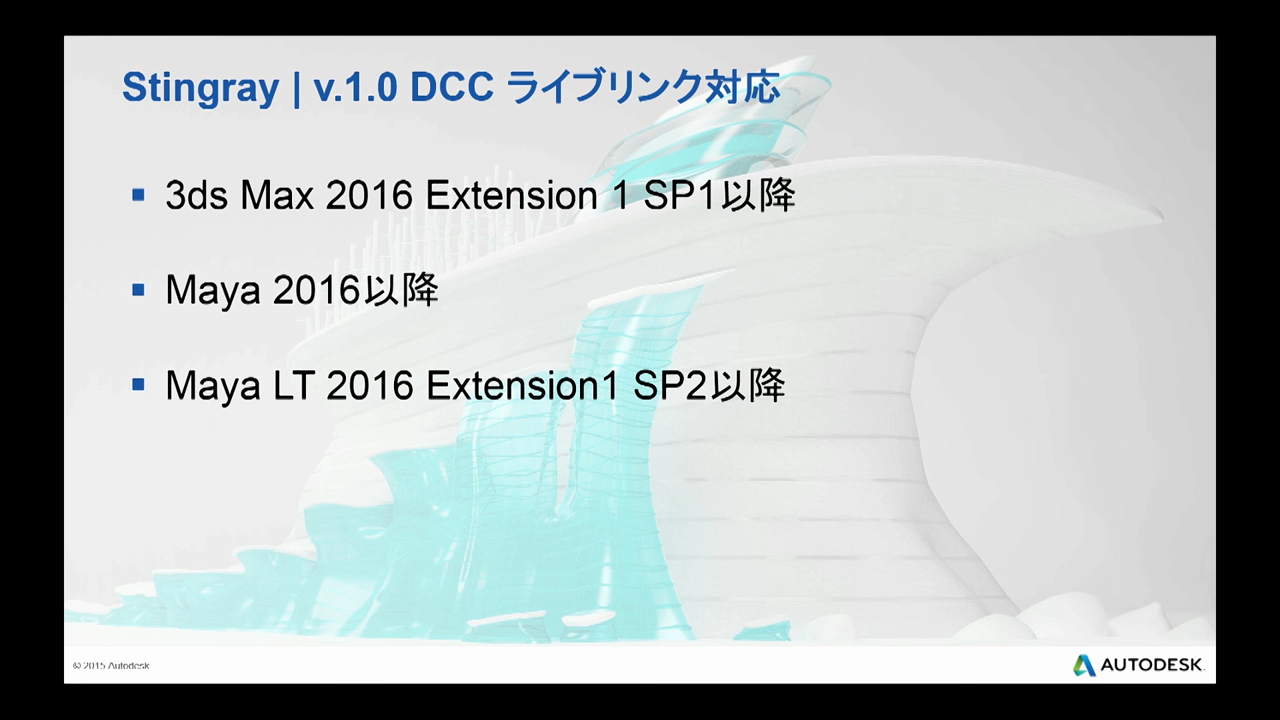 Stingray | v.1.0 DCC ライブリンク対応
▪ 3ds Max 2016 Extension 1 SP1以降
▪ Maya 2016以降
▪ Maya LT 2016 Extension1 SP2以降
© 2015 Autodesk
AUTODESK.